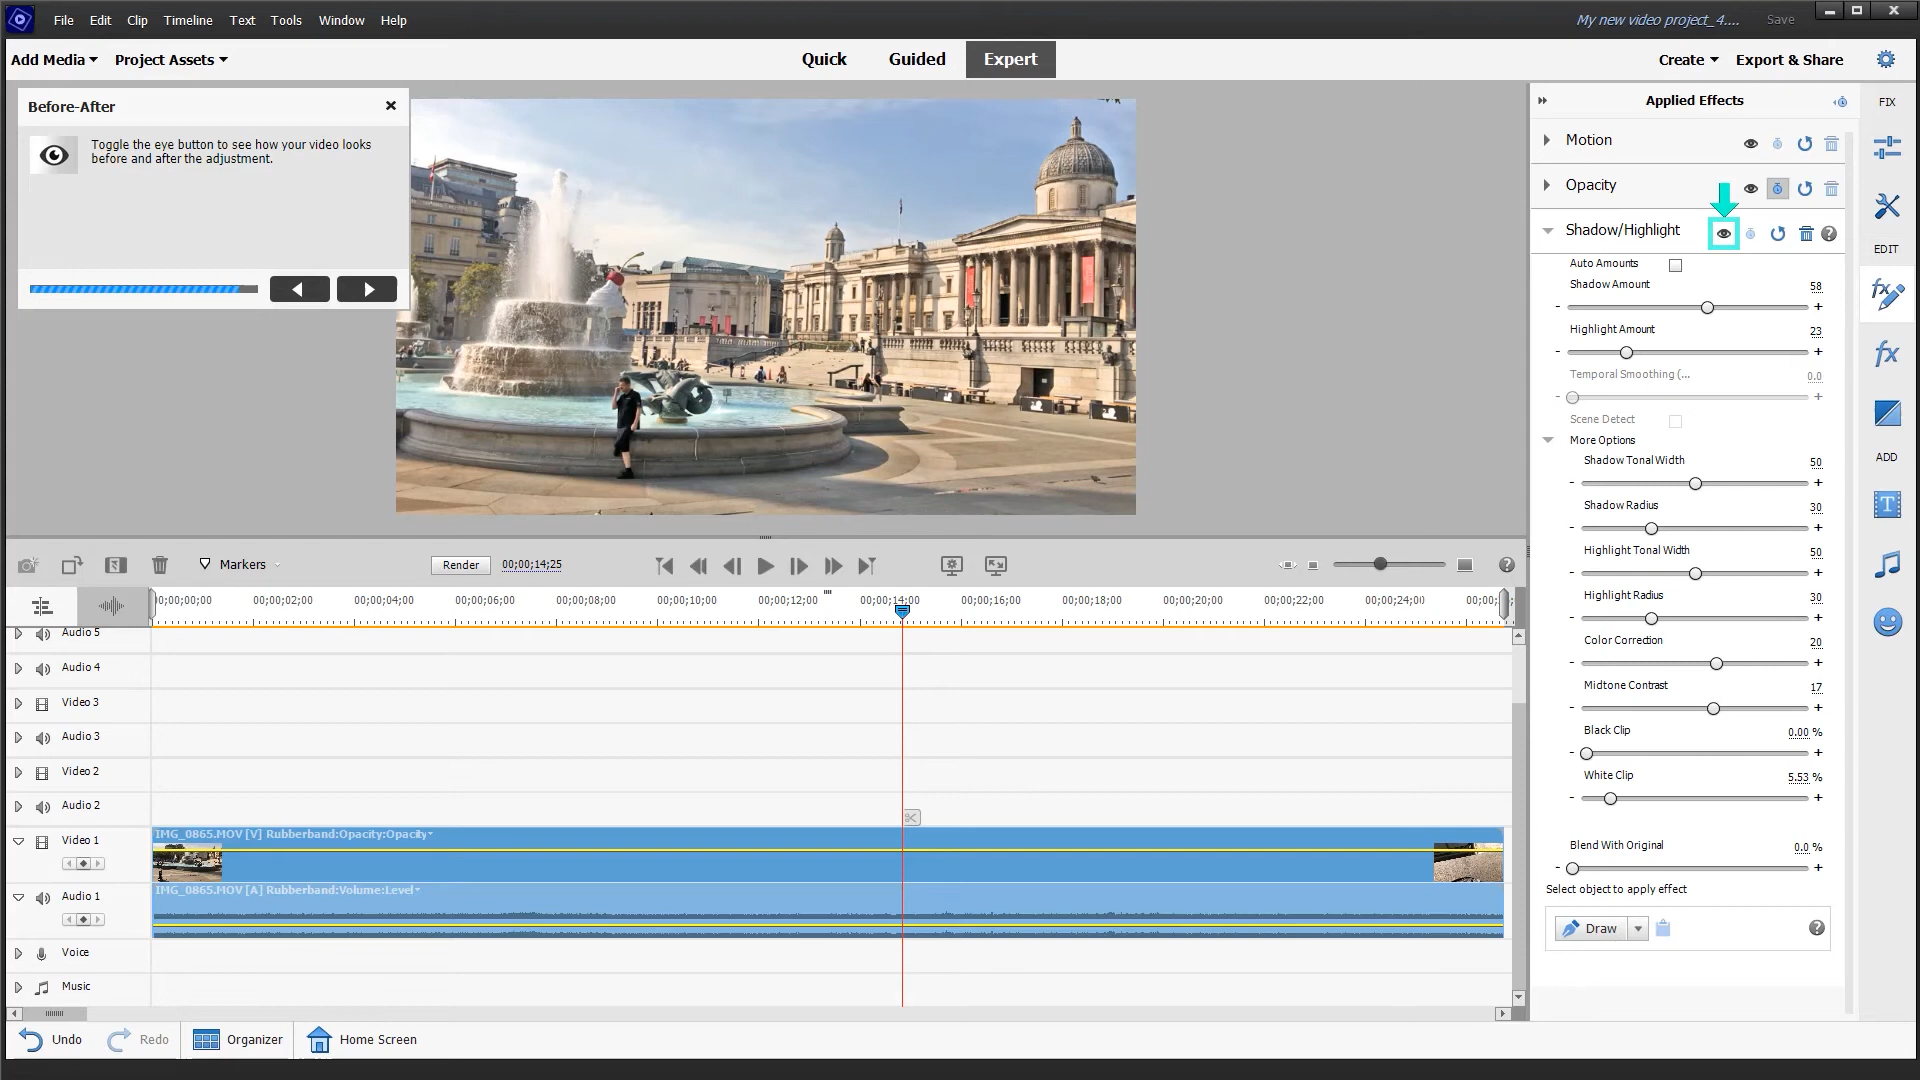 File Edit Clip Timeline Text Tools Window Help
My new video project_4.... Save
Add Media Project Assets
Quick Guided Expert
Create Export & Share
Before-After
Toggle the eye button to see how your video looks
before and after the adjustment.
Applied Effects
Motion
Opacity
Shadow/Highlight
Auto Amounts
Shadow Amount 58
Highlight Amount 23
Temporal Smoothing (... 0.0
Scene Detect
More Options
Shadow Tonal Width 50
Shadow Radius 30
Highlight Tonal Width 50
Highlight Radius 30
Color Correction 20
Midtone Contrast 17
Black Clip 0.00 %
White Clip 5.53 %
Blend With Original 0.0 %
Select object to apply effect
Draw
FIX
EDIT
ADD
Markers
Render 00;00;14;25
00;00;00;00 00;00;02;00 00;00;04;00 00;00;06;00 00;00;08;00 00;00;10;00 00;00;12;00 00;00;14;00 00;00;16;00 00;00;18;00 00;00;20;00 00;00;22;00 00;00;24;00 00;00;
Audio 5
Audio 4
Video 3
Audio 3
Video 2
Audio 2
Video 1
IMG_0865.MOV [V] Rubberband:Opacity:Opacity
Audio 1
IMG_0865.MOV [A] Rubberband:Volume:Level
Voice
Music
Undo Redo Organizer Home Screen